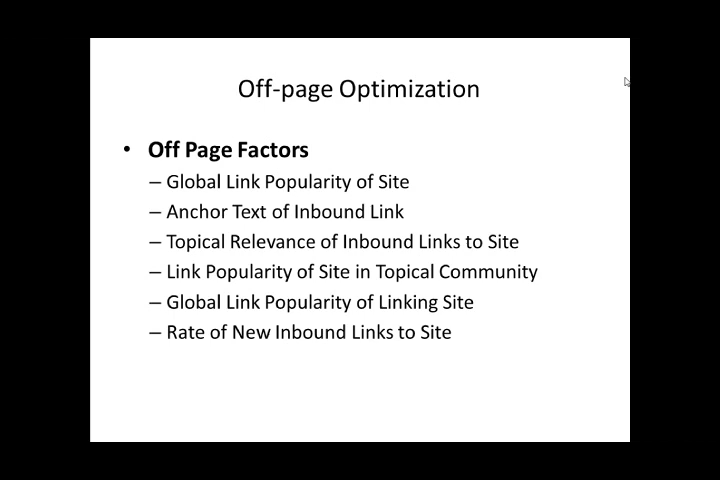 Off-page Optimization
• Off Page Factors
– Global Link Popularity of Site
– Anchor Text of Inbound Link
– Topical Relevance of Inbound Links to Site
– Link Popularity of Site in Topical Community
– Global Link Popularity of Linking Site
– Rate of New Inbound Links to Site